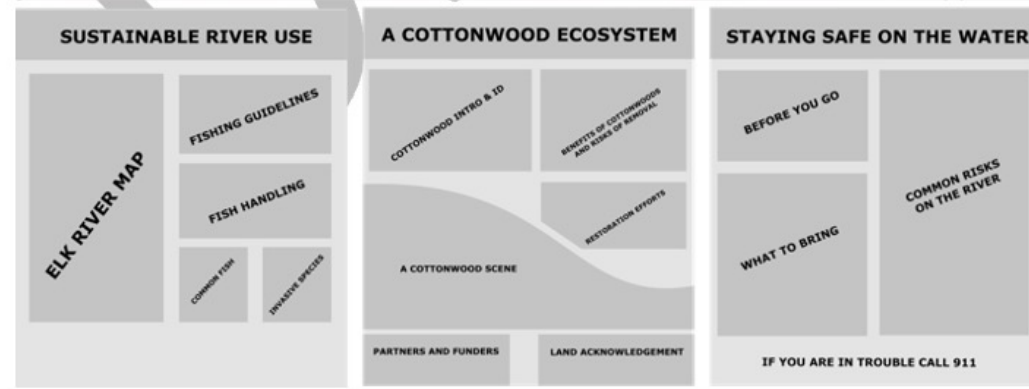 SUSTAINABLE RIVER USE
ELK RIVER MAP
FISHING GUIDELINES
FISH HANDLING
COMMON FISH
INVASIVE SPECIES
A COTTONWOOD ECOSYSTEM
COTTONWOOD INTRO & ID
BENEFITS OF COTTONWOODS
AND RISKS OF REMOVAL
RESTORATION EFFORTS
A COTTONWOOD SCENE
PARTNERS AND FUNDERS
LAND ACKNOWLEDGEMENT
STAYING SAFE ON THE WATER
BEFORE YOU GO
WHAT TO BRING
COMMON RISKS
ON THE RIVER
IF YOU ARE IN TROUBLE CALL 911